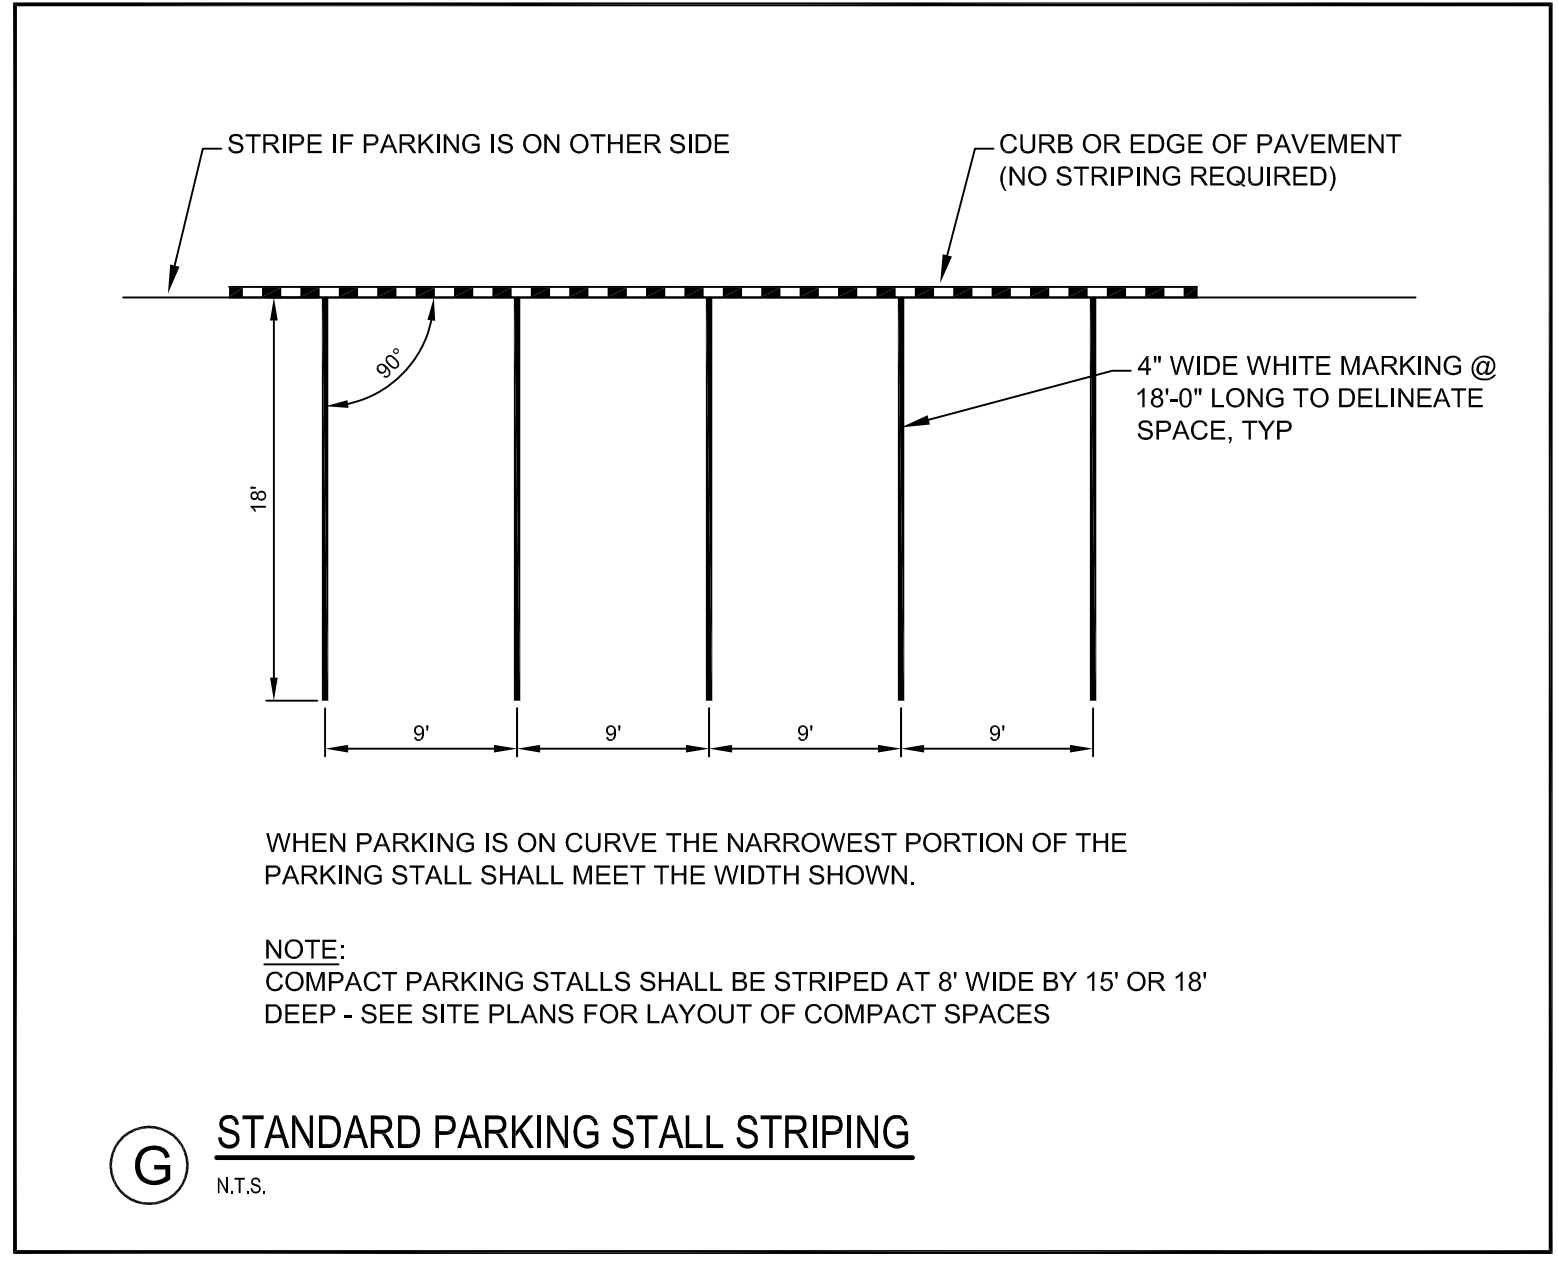 STRIPE IF PARKING IS ON OTHER SIDE
CURB OR EDGE OF PAVEMENT
(NO STRIPING REQUIRED)
90°
4" WIDE WHITE MARKING @
18'-0" LONG TO DELINEATE
SPACE, TYP
18'
9'
9'
9'
9'
WHEN PARKING IS ON CURVE THE NARROWEST PORTION OF THE
PARKING STALL SHALL MEET THE WIDTH SHOWN.
NOTE:
COMPACT PARKING STALLS SHALL BE STRIPED AT 8' WIDE BY 15' OR 18'
DEEP - SEE SITE PLANS FOR LAYOUT OF COMPACT SPACES
G
STANDARD PARKING STALL STRIPING
N.T.S.